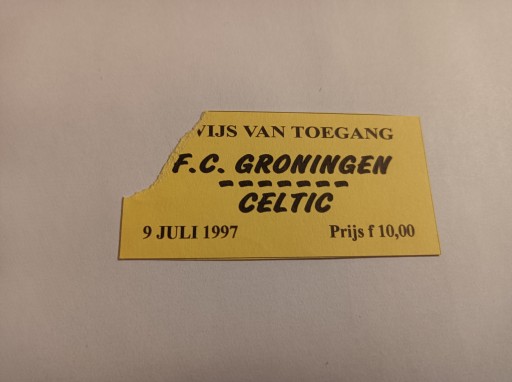 WIJS VAN TOEGANG
F.C. GRONINGEN
-------
CELTIC
9 JULI 1997 Prijs f 10,00